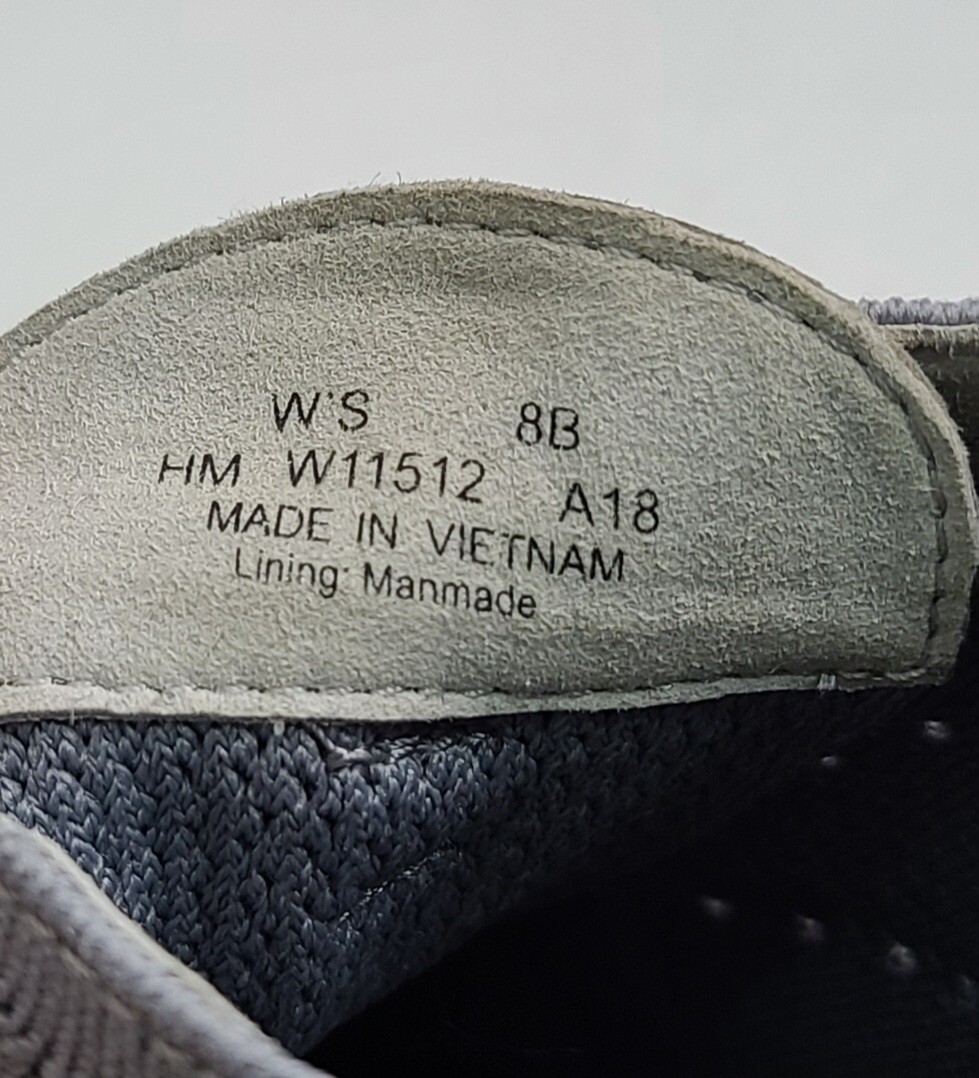 W'S 8B
HM W11512 A18
MADE IN VIETNAM
Lining: Manmade